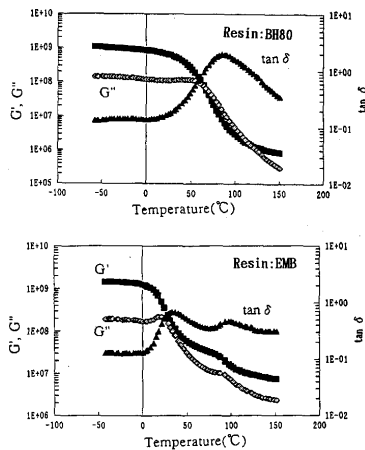 Resin:BH80
1E+10
1E+09
1E+08
1E+07
1E+06
1E+05
G', G"
G"
tan δ
1E+01
1E+00
1E-01
1E-02
tan δ
-100
-50
0
50
100
150
200
Temperature(℃)
Resin:EMB
1E+10
1E+09
1E+08
1E+07
1E+06
G', G"
G'
G"
tan δ
1E+01
1E+00
1E-01
1E-02
tan δ
-100
-50
0
50
100
150
200
Temperature(℃)